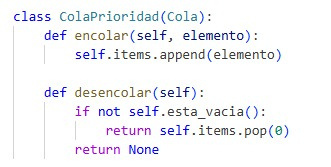 class ColaPrioridad(Cola):
    def encolar(self, elemento):
        self.items.append(elemento)

    def desencolar(self):
        if not self.esta_vacia():
            return self.items.pop(0)
        return None